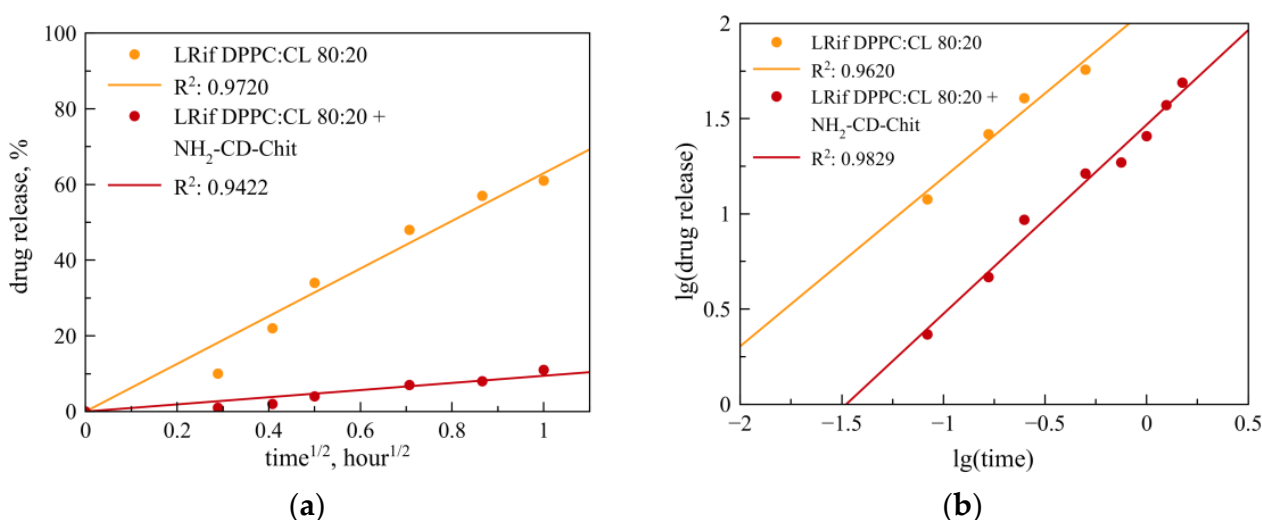 100
80
60
40
20
0
drug release, %
LRif DPPC:CL 80:20
R²: 0.9720
LRif DPPC:CL 80:20 +
NH₂-CD-Chit
R²: 0.9422
0 0.2 0.4 0.6 0.8 1
time¹/², hour¹/²
(a)
2
1.5
1
0.5
0
lg(drug release)
LRif DPPC:CL 80:20
R²: 0.9620
LRif DPPC:CL 80:20 +
NH₂-CD-Chit
R²: 0.9829
−2 −1.5 −1 −0.5 0 0.5
lg(time)
(b)